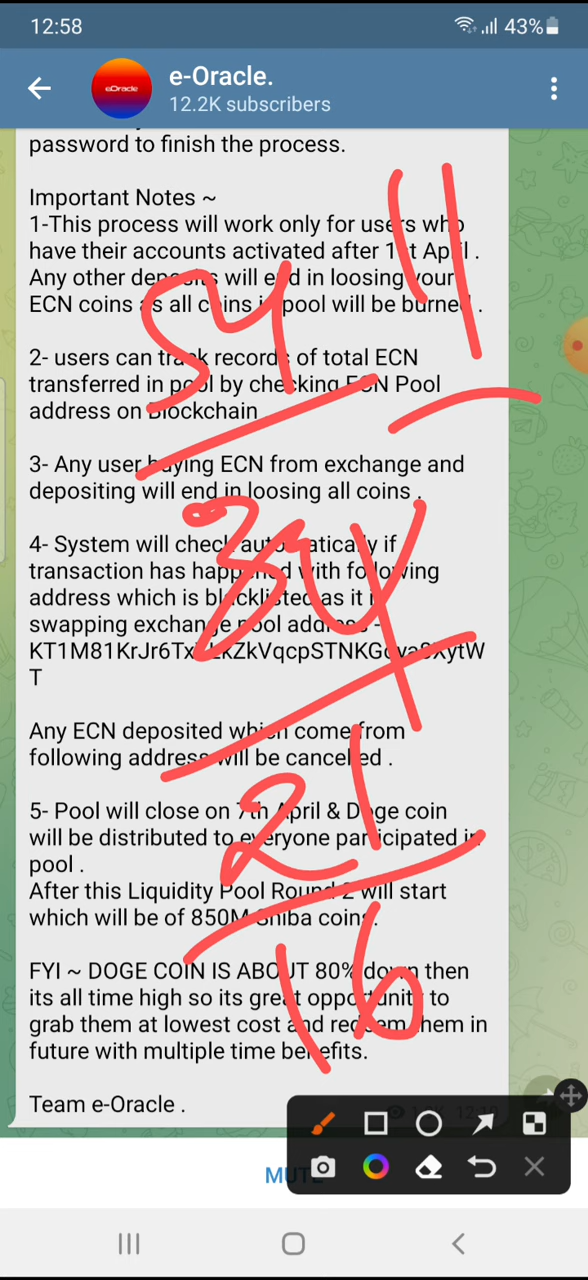 12:58
43%
eOracle
e-Oracle.
12.2K subscribers
password to finish the process.
Important Notes ~
1-This process will work only for users who
have their accounts activated after 1st April .
Any other deposits will end in loosing your
ECN coins as all coins in pool will be burned .
2- users can track records of total ECN
transferred in pool by checking ECN Pool
address on Blockchain
3- Any user buying ECN from exchange and
depositing will end in loosing all coins .
4- System will check automatically if
transaction has happened with following
address which is blacklisted as it is
swapping exchange pool address -
T
Any ECN deposited which come from
following address will be cancelled .
5- Pool will close on 7th April & Doge coin
will be distributed to everyone participated in
pool .
After this Liquidity Pool Round 2 will start
which will be of 850M Shiba coins.
FYI ~ DOGE COIN IS ABOUT 80% down then
its all time high so its great opportunity to
grab them at lowest cost and redeem them in
future with multiple time benefits.
Team e-Oracle .
MUTE
11
54
34
21
16